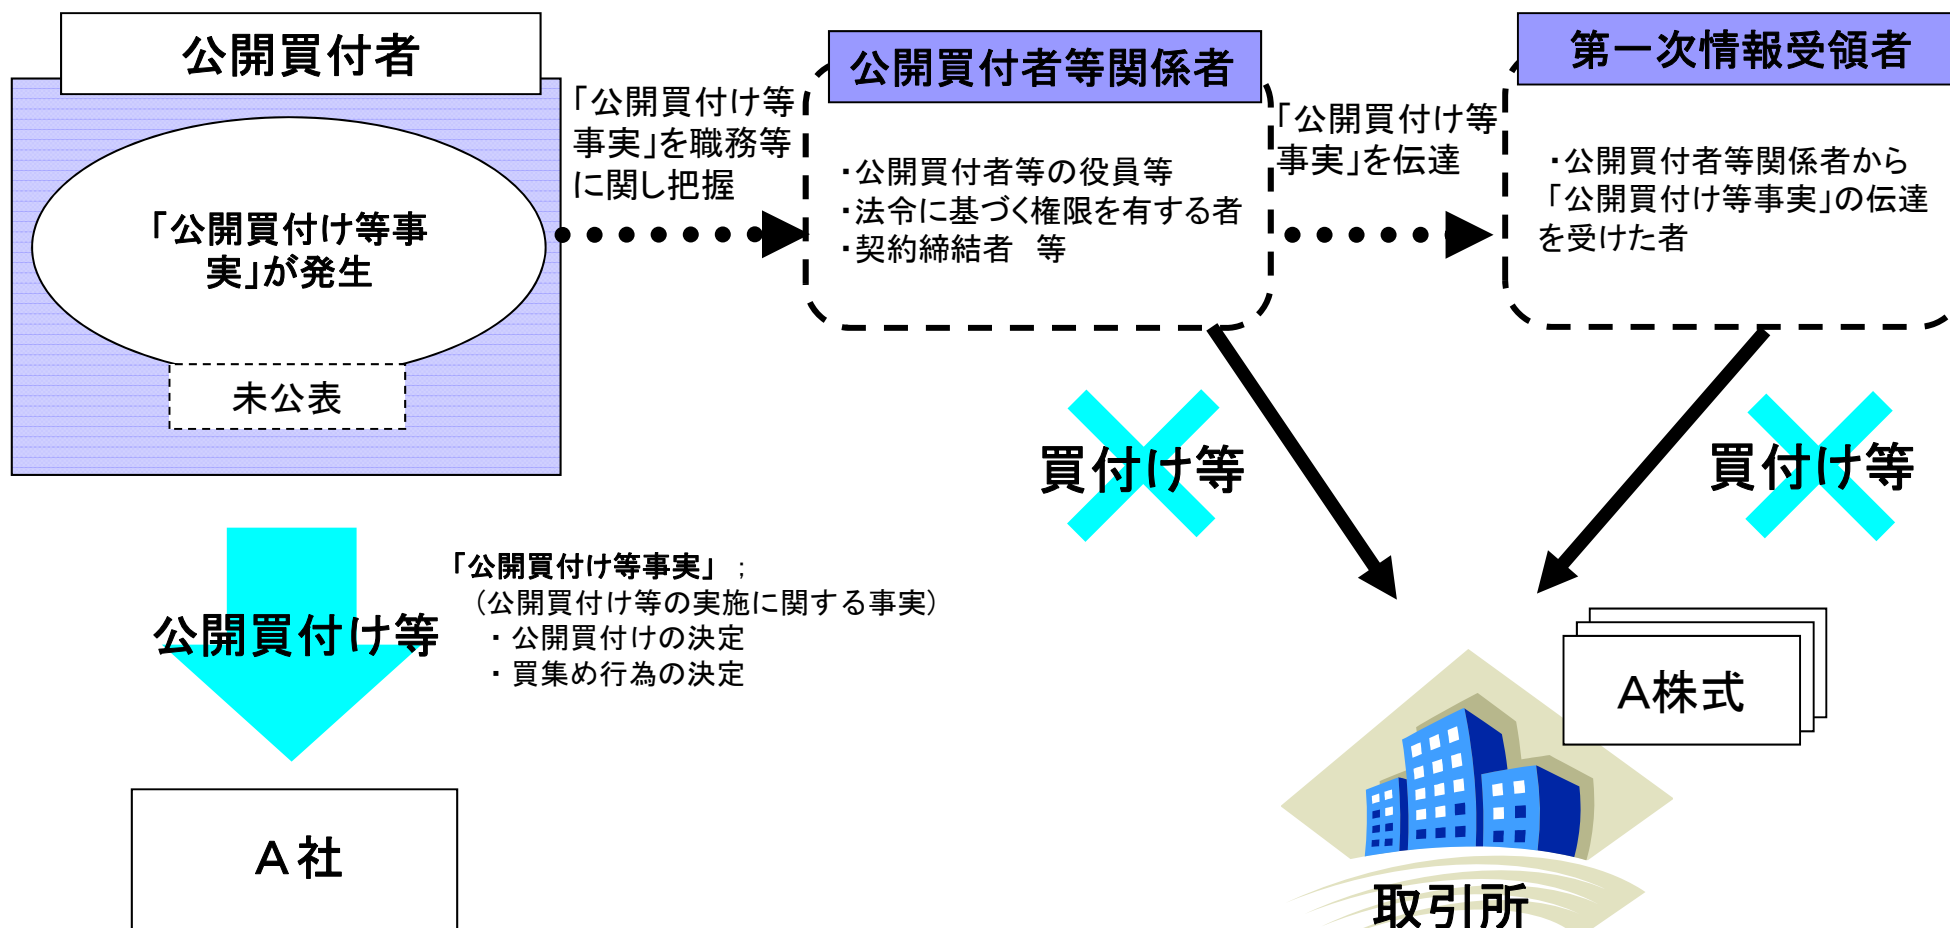 公開買付者
「公開買付け等事
実」が発生
未公表
「公開買付け等
事実」を職務等
に関し把握
公開買付者等関係者
・公開買付者等の役員等
・法令に基づく権限を有する者
・契約締結者　等
「公開買付け等
事実」を伝達
第一次情報受領者
・公開買付者等関係者から
「公開買付け等事実」の伝達
を受けた者
買付け等
買付け等
公開買付け等
「公開買付け等事実」；
（公開買付け等の実施に関する事実）
・公開買付けの決定
・買集め行為の決定
Ａ社
Ａ株式
取引所